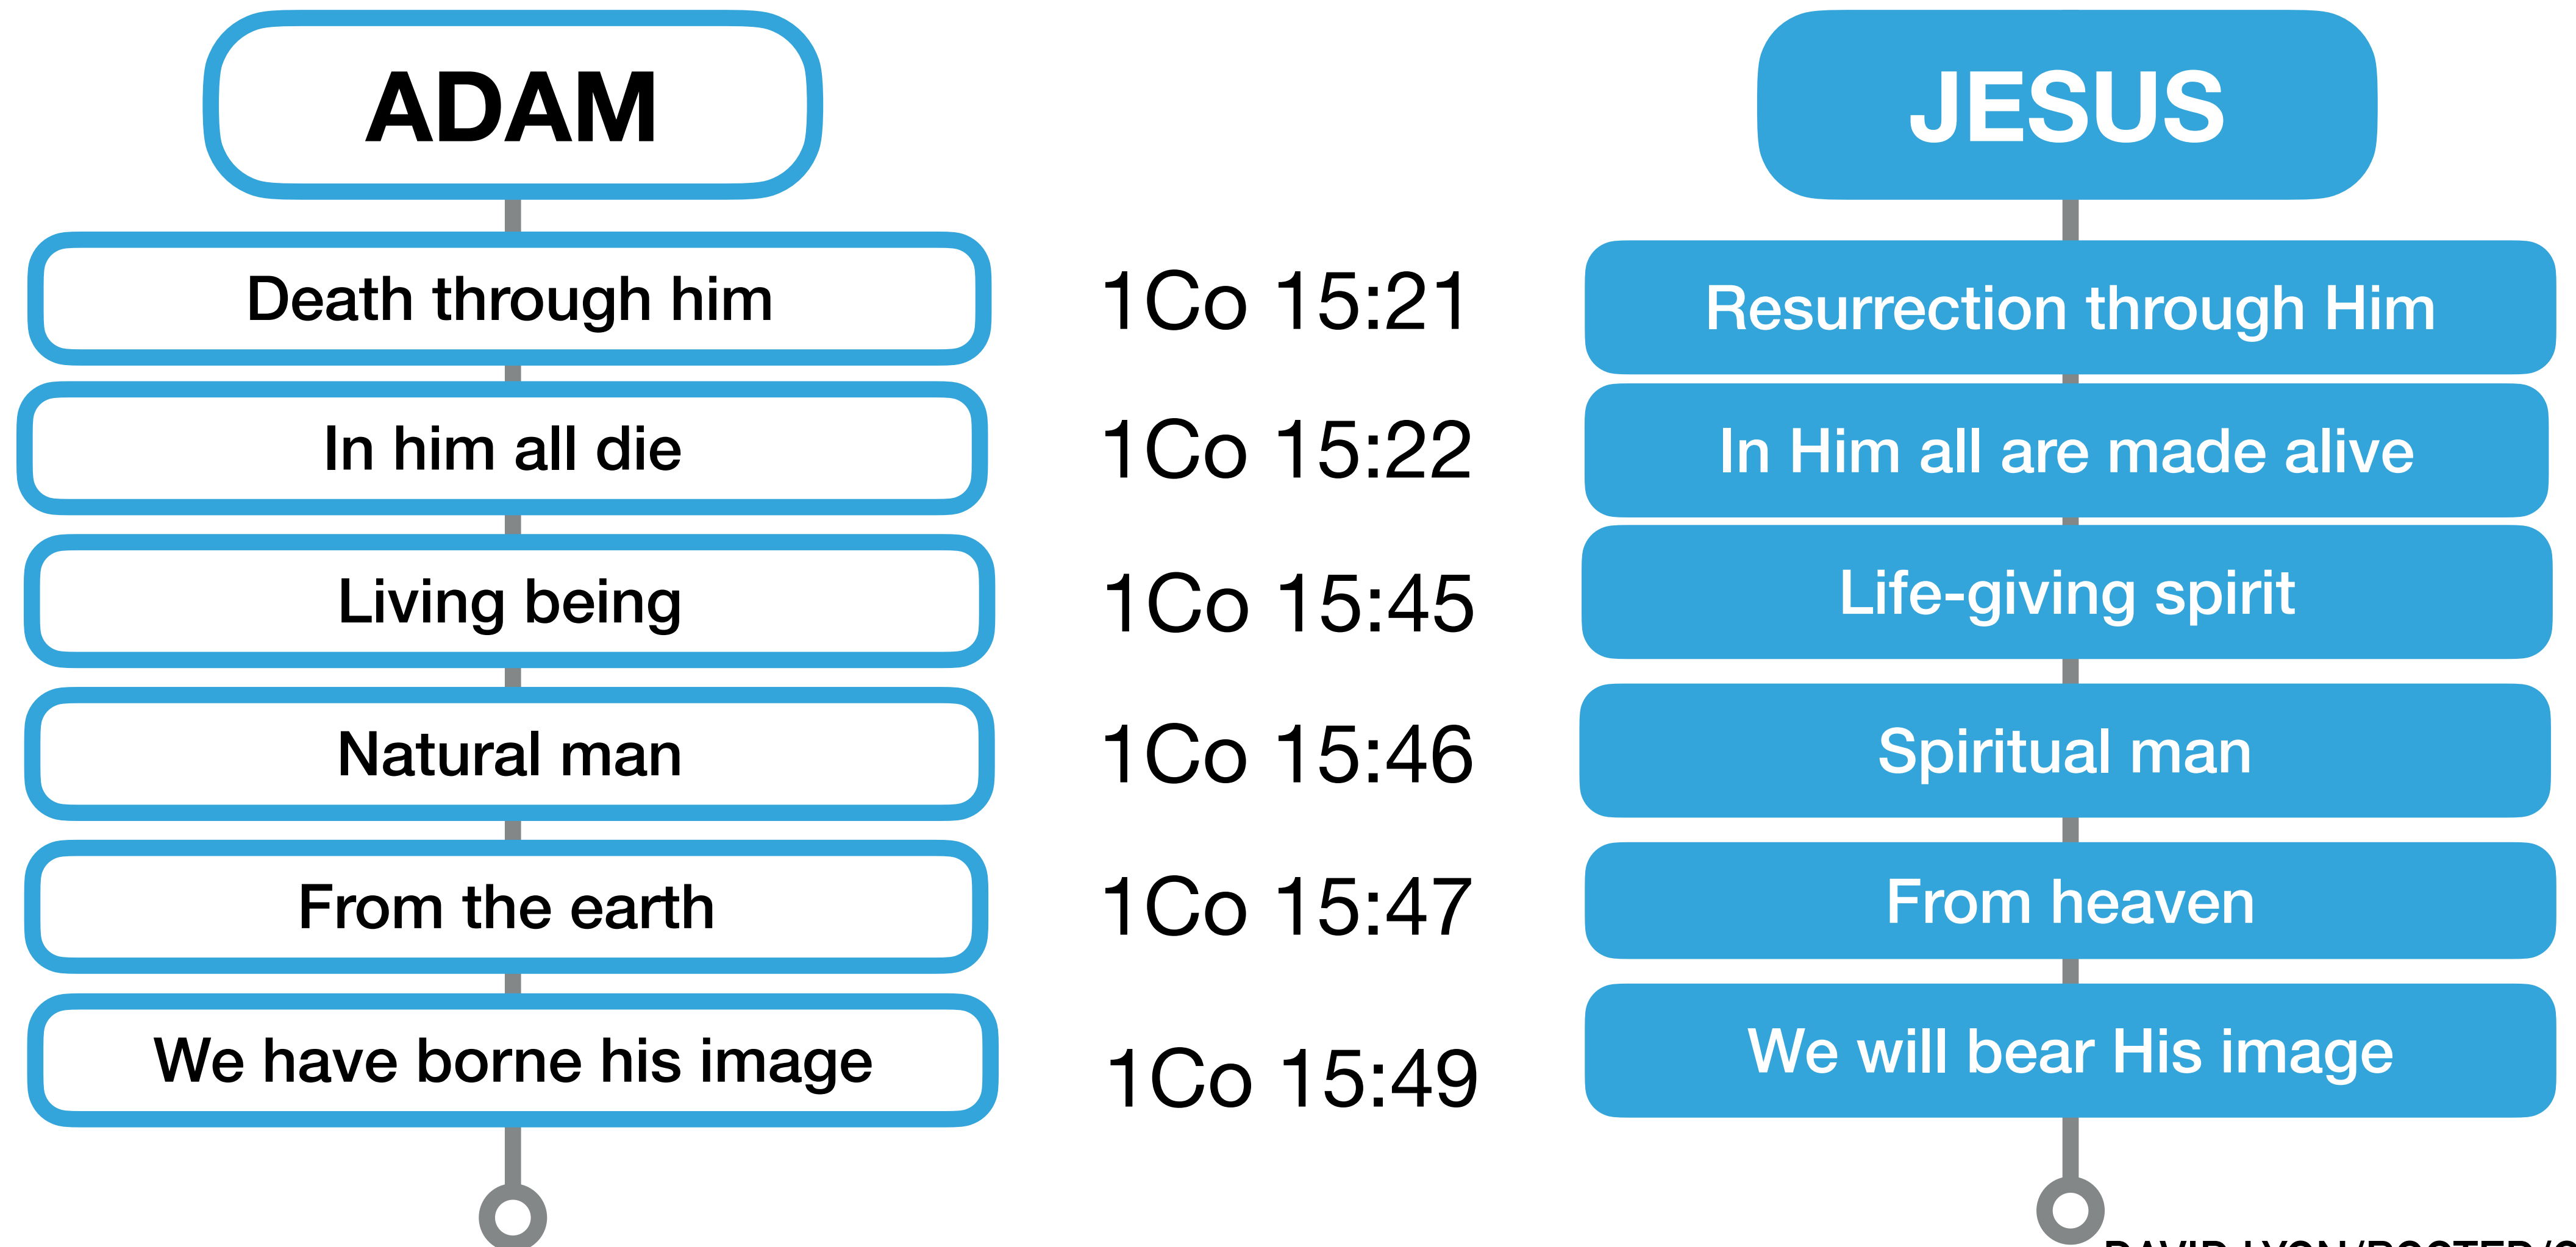 ADAM
JESUS
Death through him
1Co 15:21
Resurrection through Him
In him all die
1Co 15:22
In Him all are made alive
Living being
1Co 15:45
Life-giving spirit
Natural man
1Co 15:46
Spiritual man
From the earth
1Co 15:47
From heaven
We have borne his image
1Co 15:49
We will bear His image